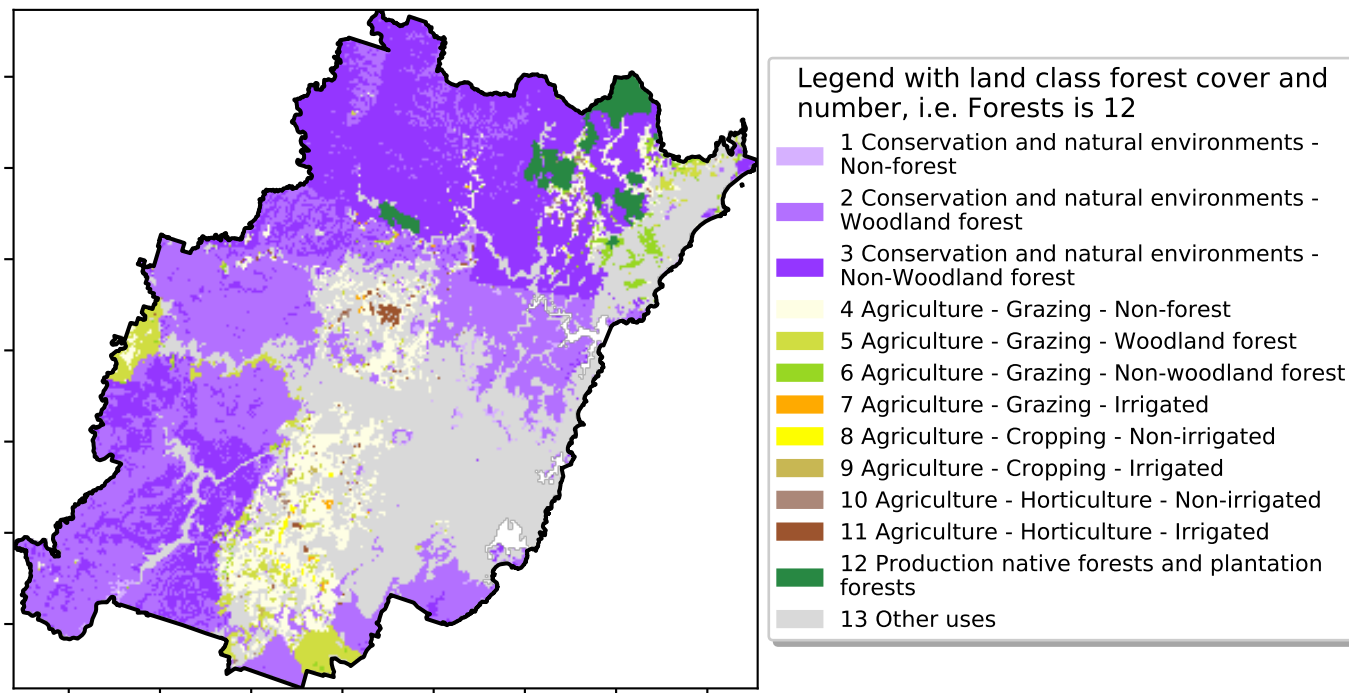 Legend with land class forest cover and
number, i.e. Forests is 12
1 Conservation and natural environments -
Non-forest
2 Conservation and natural environments -
Woodland forest
3 Conservation and natural environments -
Non-Woodland forest
4 Agriculture - Grazing - Non-forest
5 Agriculture - Grazing - Woodland forest
6 Agriculture - Grazing - Non-woodland forest
7 Agriculture - Grazing - Irrigated
8 Agriculture - Cropping - Non-irrigated
9 Agriculture - Cropping - Irrigated
10 Agriculture - Horticulture - Non-irrigated
11 Agriculture - Horticulture - Irrigated
12 Production native forests and plantation
forests
13 Other uses